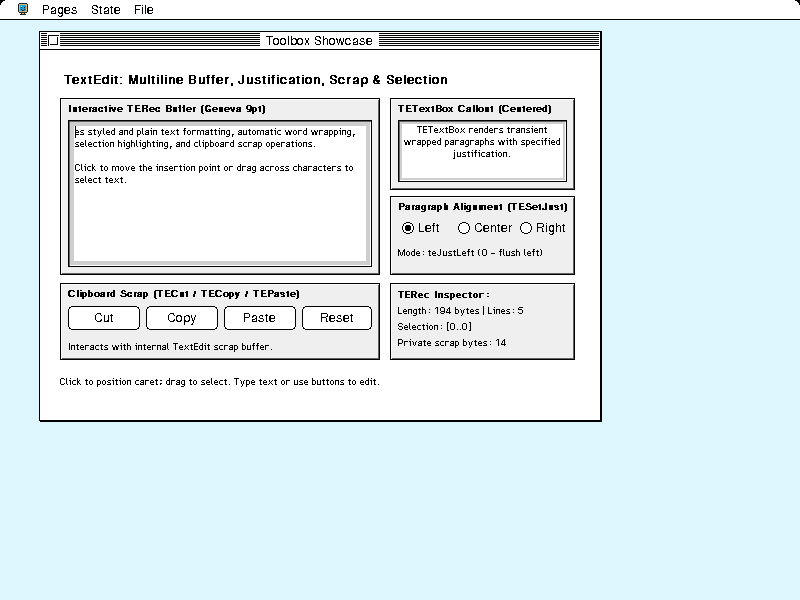 Pages State File
Toolbox Showcase
TextEdit: Multiline Buffer, Justification, Scrap & Selection
Interactive TERec Buffer (Geneva 9pt)
es styled and plain text formatting, automatic word wrapping,
selection highlighting, and clipboard scrap operations.
Click to move the insertion point or drag across characters to
select text.
TETextBox Callout (Centered)
TETextBox renders transient
wrapped paragraphs with specified
justification.
Paragraph Alignment (TESetJust)
Left Center Right
Mode: teJustLeft (0 - flush left)
Clipboard Scrap (TECut / TECopy / TEPaste)
Cut Copy Paste Reset
Interacts with internal TextEdit scrap buffer.
TERec Inspector:
Length: 194 bytes | Lines: 5
Selection: [0..0]
Private scrap bytes: 14
Click to position caret; drag to select. Type text or use buttons to edit.